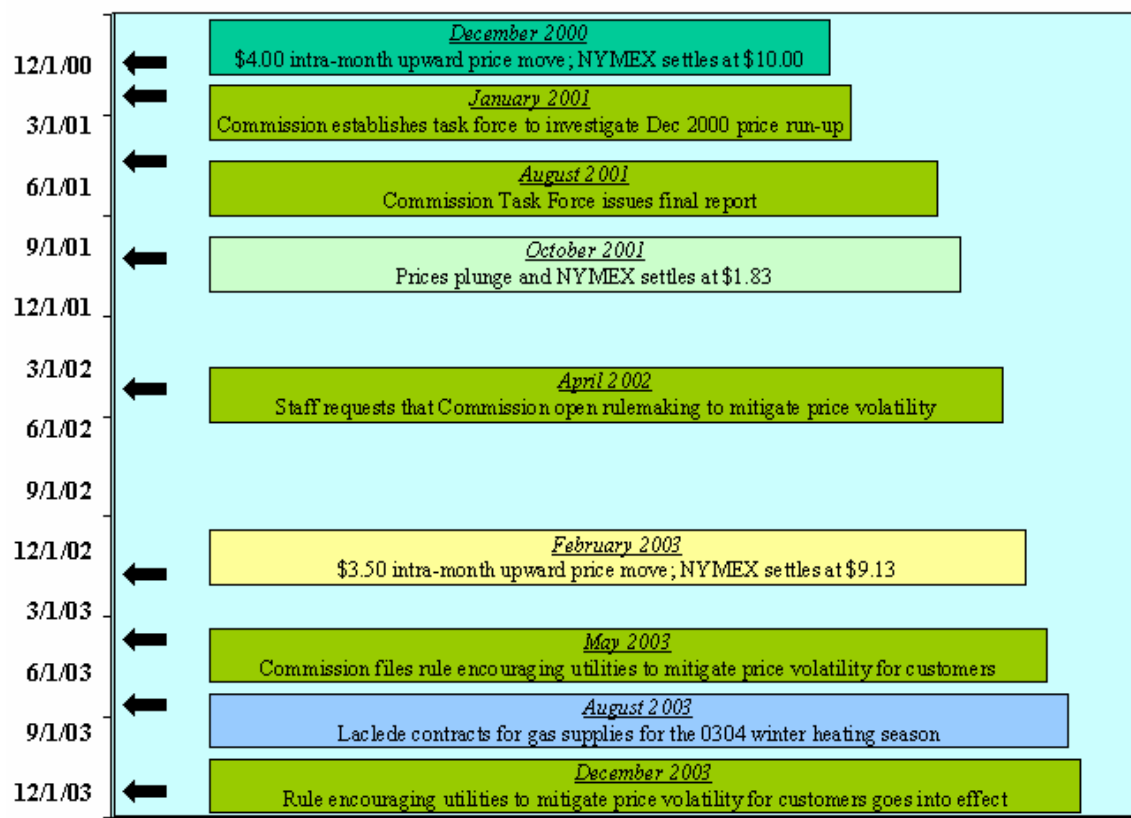 12/1/00
December 2000
$4.00 intra-month upward price move; NYMEX settles at $10.00
January 2001
3/1/01
Commission establishes task force to investigate Dec 2000 price run-up
6/1/01
August 2001
Commission Task Force issues final report
9/1/01
October 2001
Prices plunge and NYMEX settles at $1.83
12/1/01
3/1/02
April 2002
Staff requests that Commission open rulemaking to mitigate price volatility
6/1/02
9/1/02
12/1/02
February 2003
$3.50 intra-month upward price move; NYMEX settles at $9.13
3/1/03
May 2003
Commission files rule encouraging utilities to mitigate price volatility for customers
6/1/03
August 2003
Laclede contracts for gas supplies for the 0304 winter heating season
9/1/03
December 2003
Rule encouraging utilities to mitigate price volatility for customers goes into effect
12/1/03